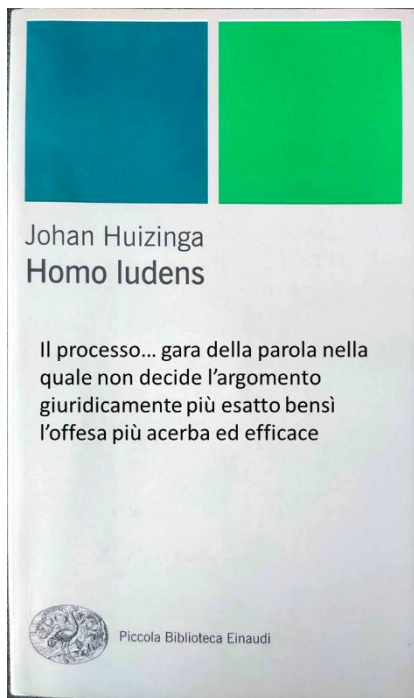 Johan Huizinga
Homo ludens
Il processo... gara della parola nella
quale non decide l'argomento
giuridicamente più esatto bensì
l'offesa più acerba ed efficace
Piccola Biblioteca Einaudi